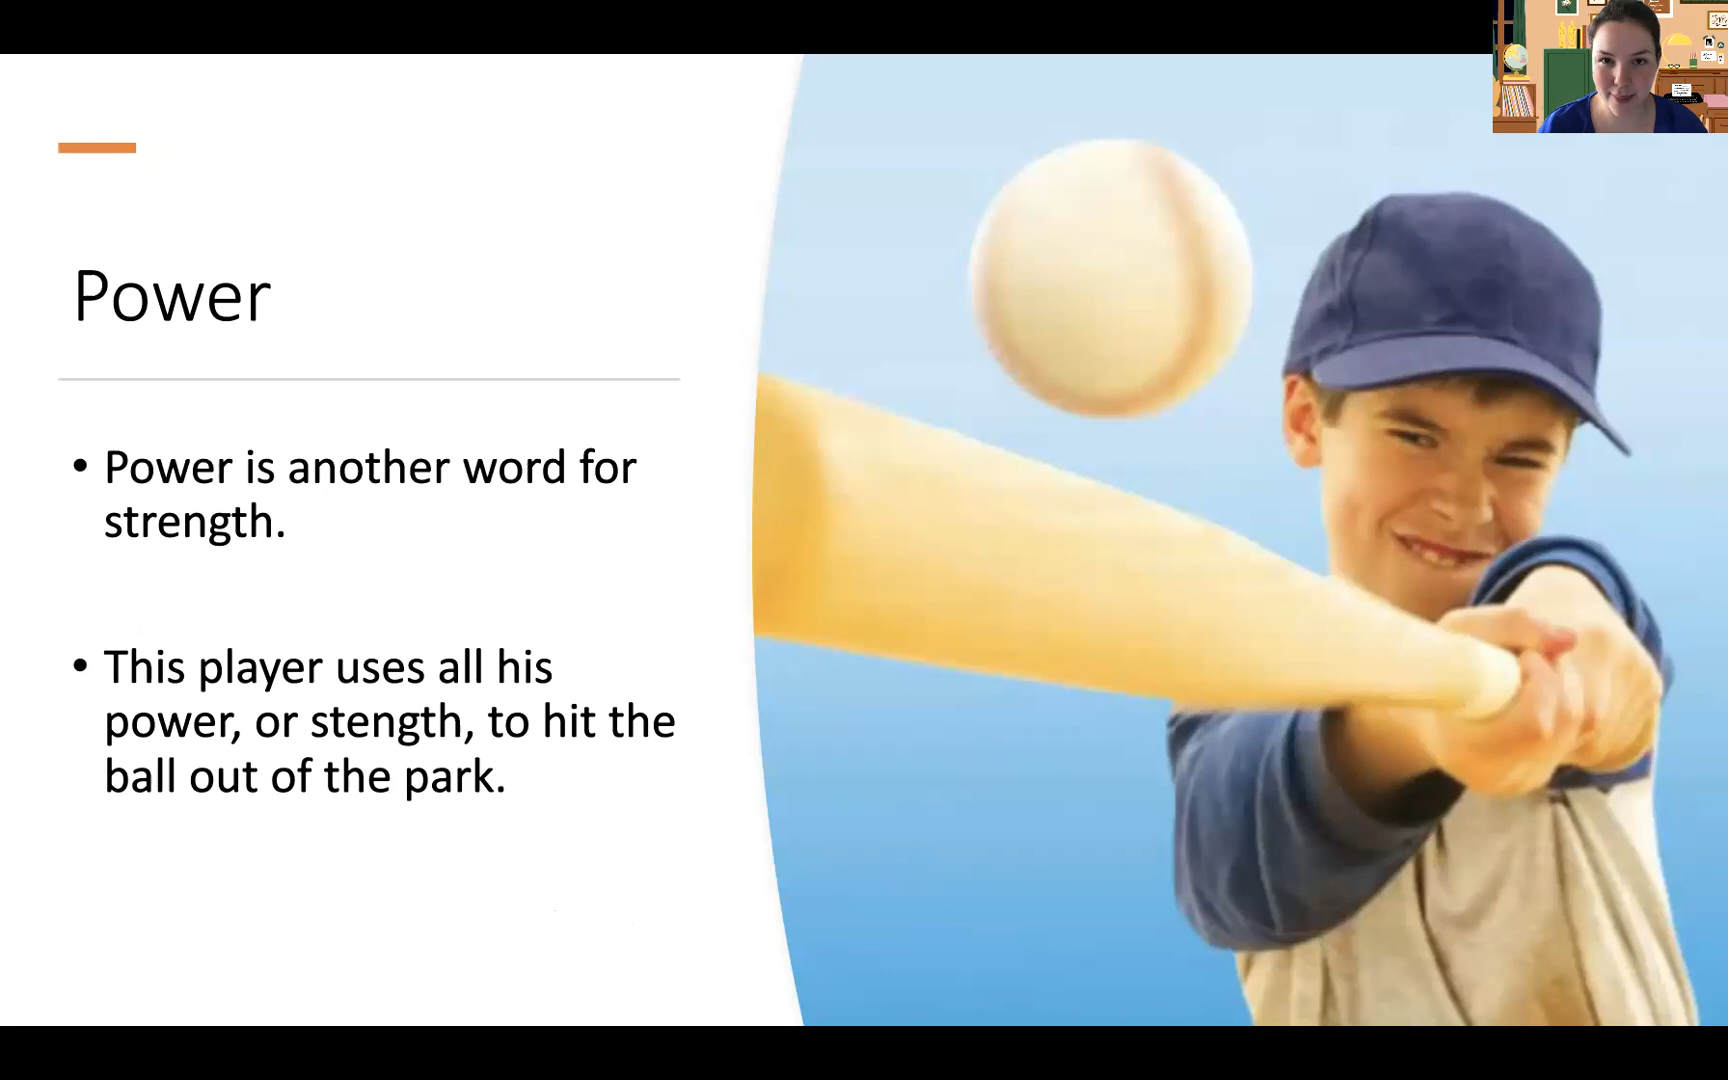 Power
• Power is another word for
strength.
• This player uses all his
power, or stength, to hit the
ball out of the park.